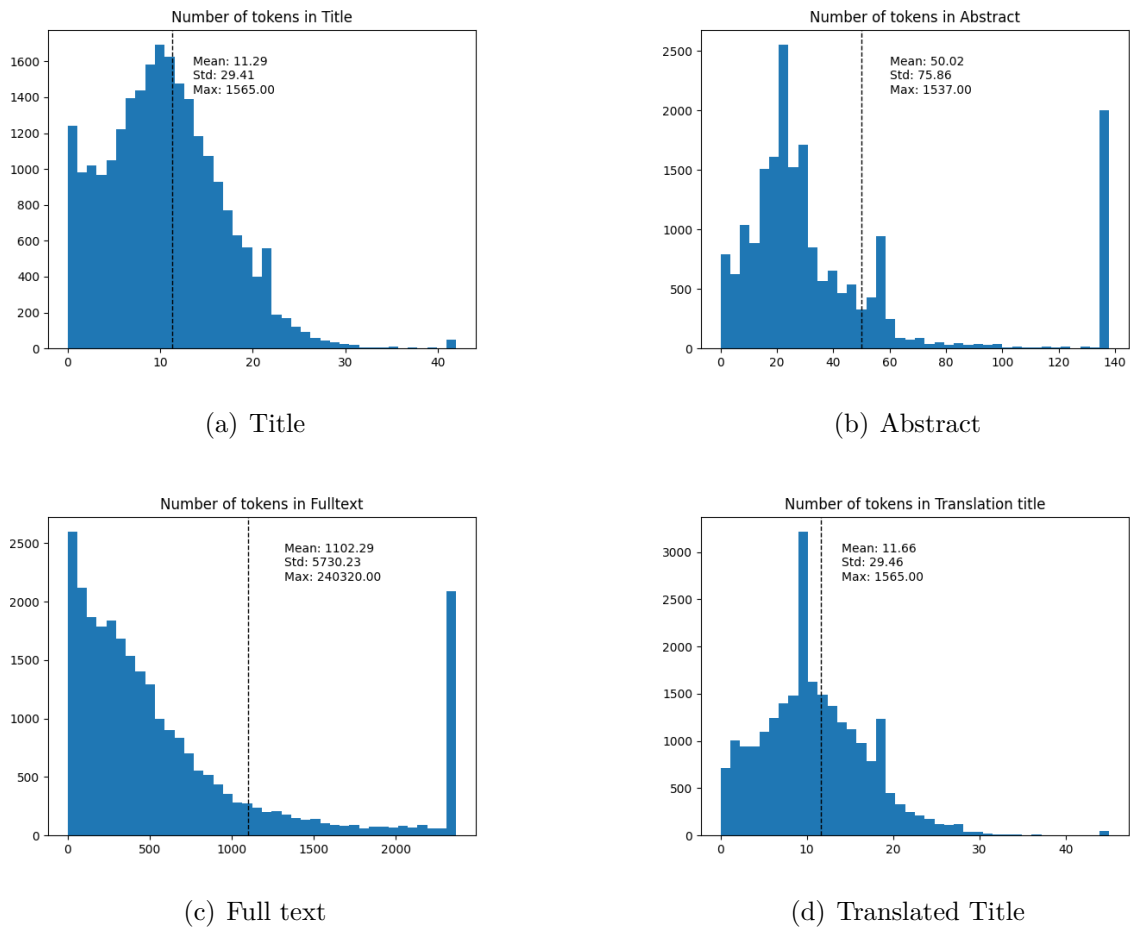 Number of tokens in Title
Mean: 11.29
Std: 29.41
Max: 1565.00
1600
1400
1200
1000
800
600
400
200
0
0 10 20 30 40
(a) Title
Number of tokens in Abstract
Mean: 50.02
Std: 75.86
Max: 1537.00
2500
2000
1500
1000
500
0
0 20 40 60 80 100 120 140
(b) Abstract
Number of tokens in Fulltext
Mean: 1102.29
Std: 5730.23
Max: 240320.00
2500
2000
1500
1000
500
0
0 500 1000 1500 2000
(c) Full text
Number of tokens in Translation title
Mean: 11.66
Std: 29.46
Max: 1565.00
3000
2500
2000
1500
1000
500
0
0 10 20 30 40
(d) Translated Title